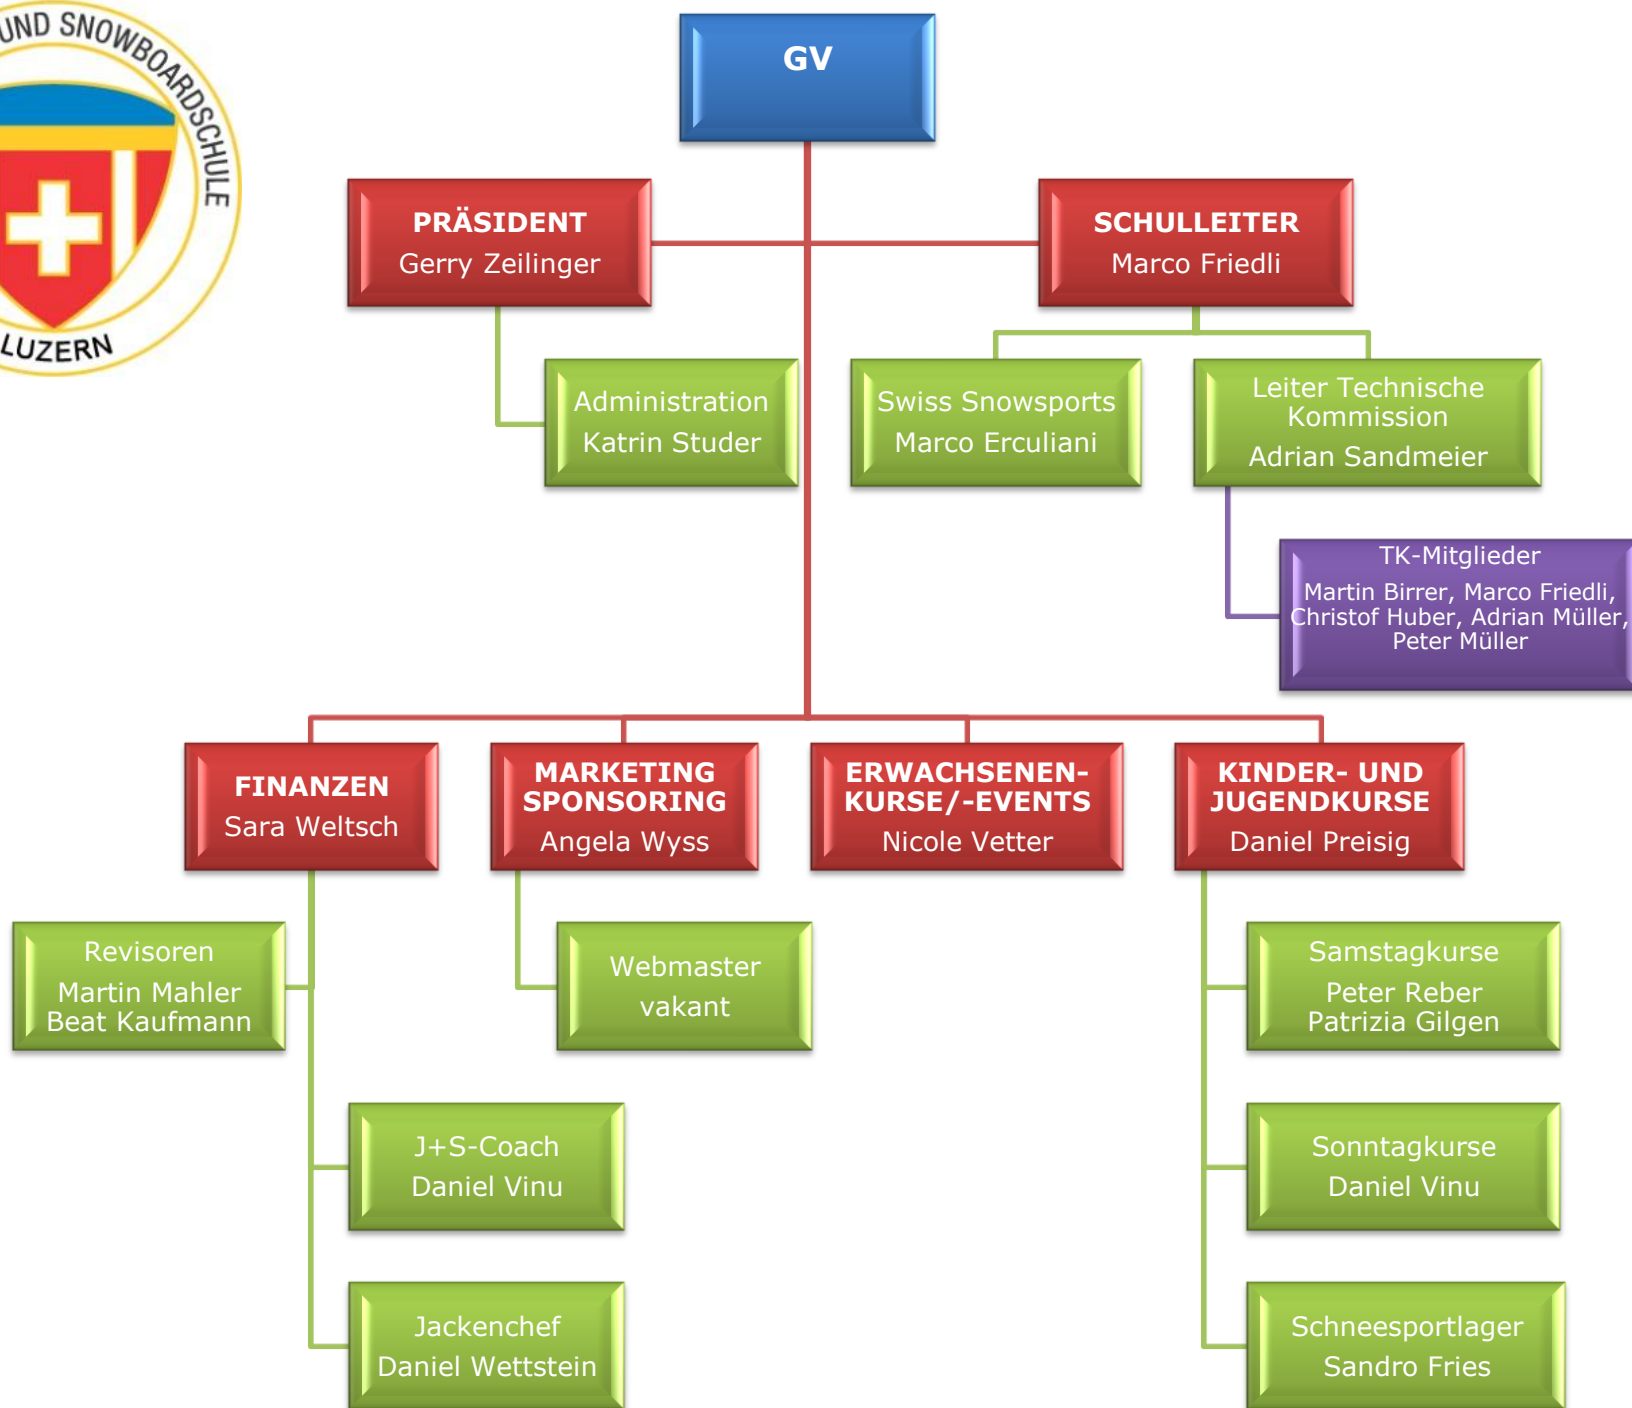 UND SNOWBOARDSCHULE
LUZERN
GV
PRÄSIDENT
Gerry Zeilinger
SCHULLEITER
Marco Friedli
Administration
Katrin Studer
Swiss Snowsports
Marco Erculiani
Leiter Technische
Kommission
Adrian Sandmeier
TK-Mitglieder
Martin Birrer, Marco Friedli,
Christof Huber, Adrian Müller,
Peter Müller
FINANZEN
Sara Weltsch
MARKETING
SPONSORING
Angela Wyss
ERWACHSENEN-
KURSE/-EVENTS
Nicole Vetter
KINDER- UND
JUGENDKURSE
Daniel Preisig
Revisoren
Martin Mahler
Beat Kaufmann
Webmaster
vakant
Samstagkurse
Peter Reber
Patrizia Gilgen
J+S-Coach
Daniel Vinu
Sonntagkurse
Daniel Vinu
Jackenchef
Daniel Wettstein
Schneesportlager
Sandro Fries